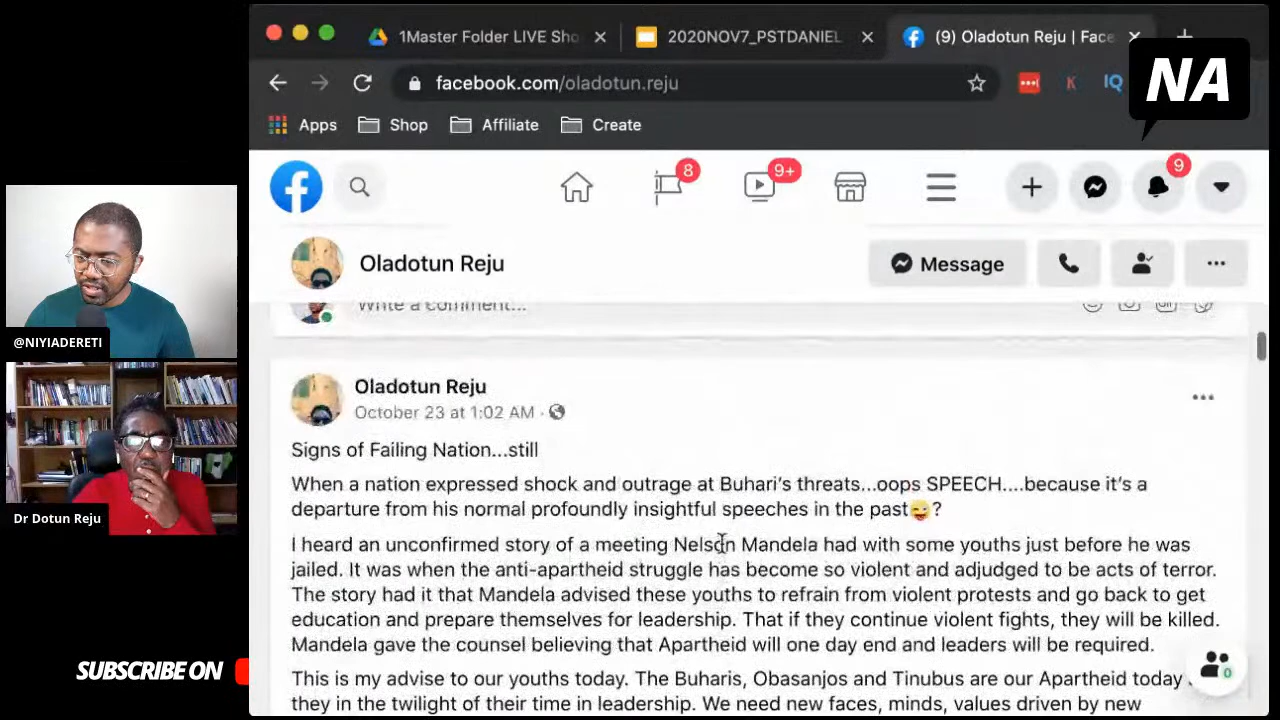 1Master Folder LIVE Sho
2020NOV7_PSTDANIEL
(9) Oladotun Reju | Face
NA
facebook.com/oladotun.reju
IQ
Apps
Shop
Affiliate
Create
8
9+
9
Oladotun Reju
Message
Write a comment...
Oladotun Reju
October 23 at 1:02 AM ·
Signs of Failing Nation...still
When a nation expressed shock and outrage at Buhari's threats...oops SPEECH....because it's a
departure from his normal profoundly insightful speeches in the past😜?
I heard an unconfirmed story of a meeting Nelson Mandela had with some youths just before he was
jailed. It was when the anti-apartheid struggle has become so violent and adjudged to be acts of terror.
The story had it that Mandela advised these youths to refrain from violent protests and go back to get
education and prepare themselves for leadership. That if they continue violent fights, they will be killed.
Mandela gave the counsel believing that Apartheid will one day end and leaders will be required.
This is my advise to our youths today. The Buharis, Obasanjos and Tinubus are our Apartheid today
they in the twilight of their time in leadership. We need new faces, minds, values driven by new
0
@NIYIADERETI
Dr Dotun Reju
SUBSCRIBE ON